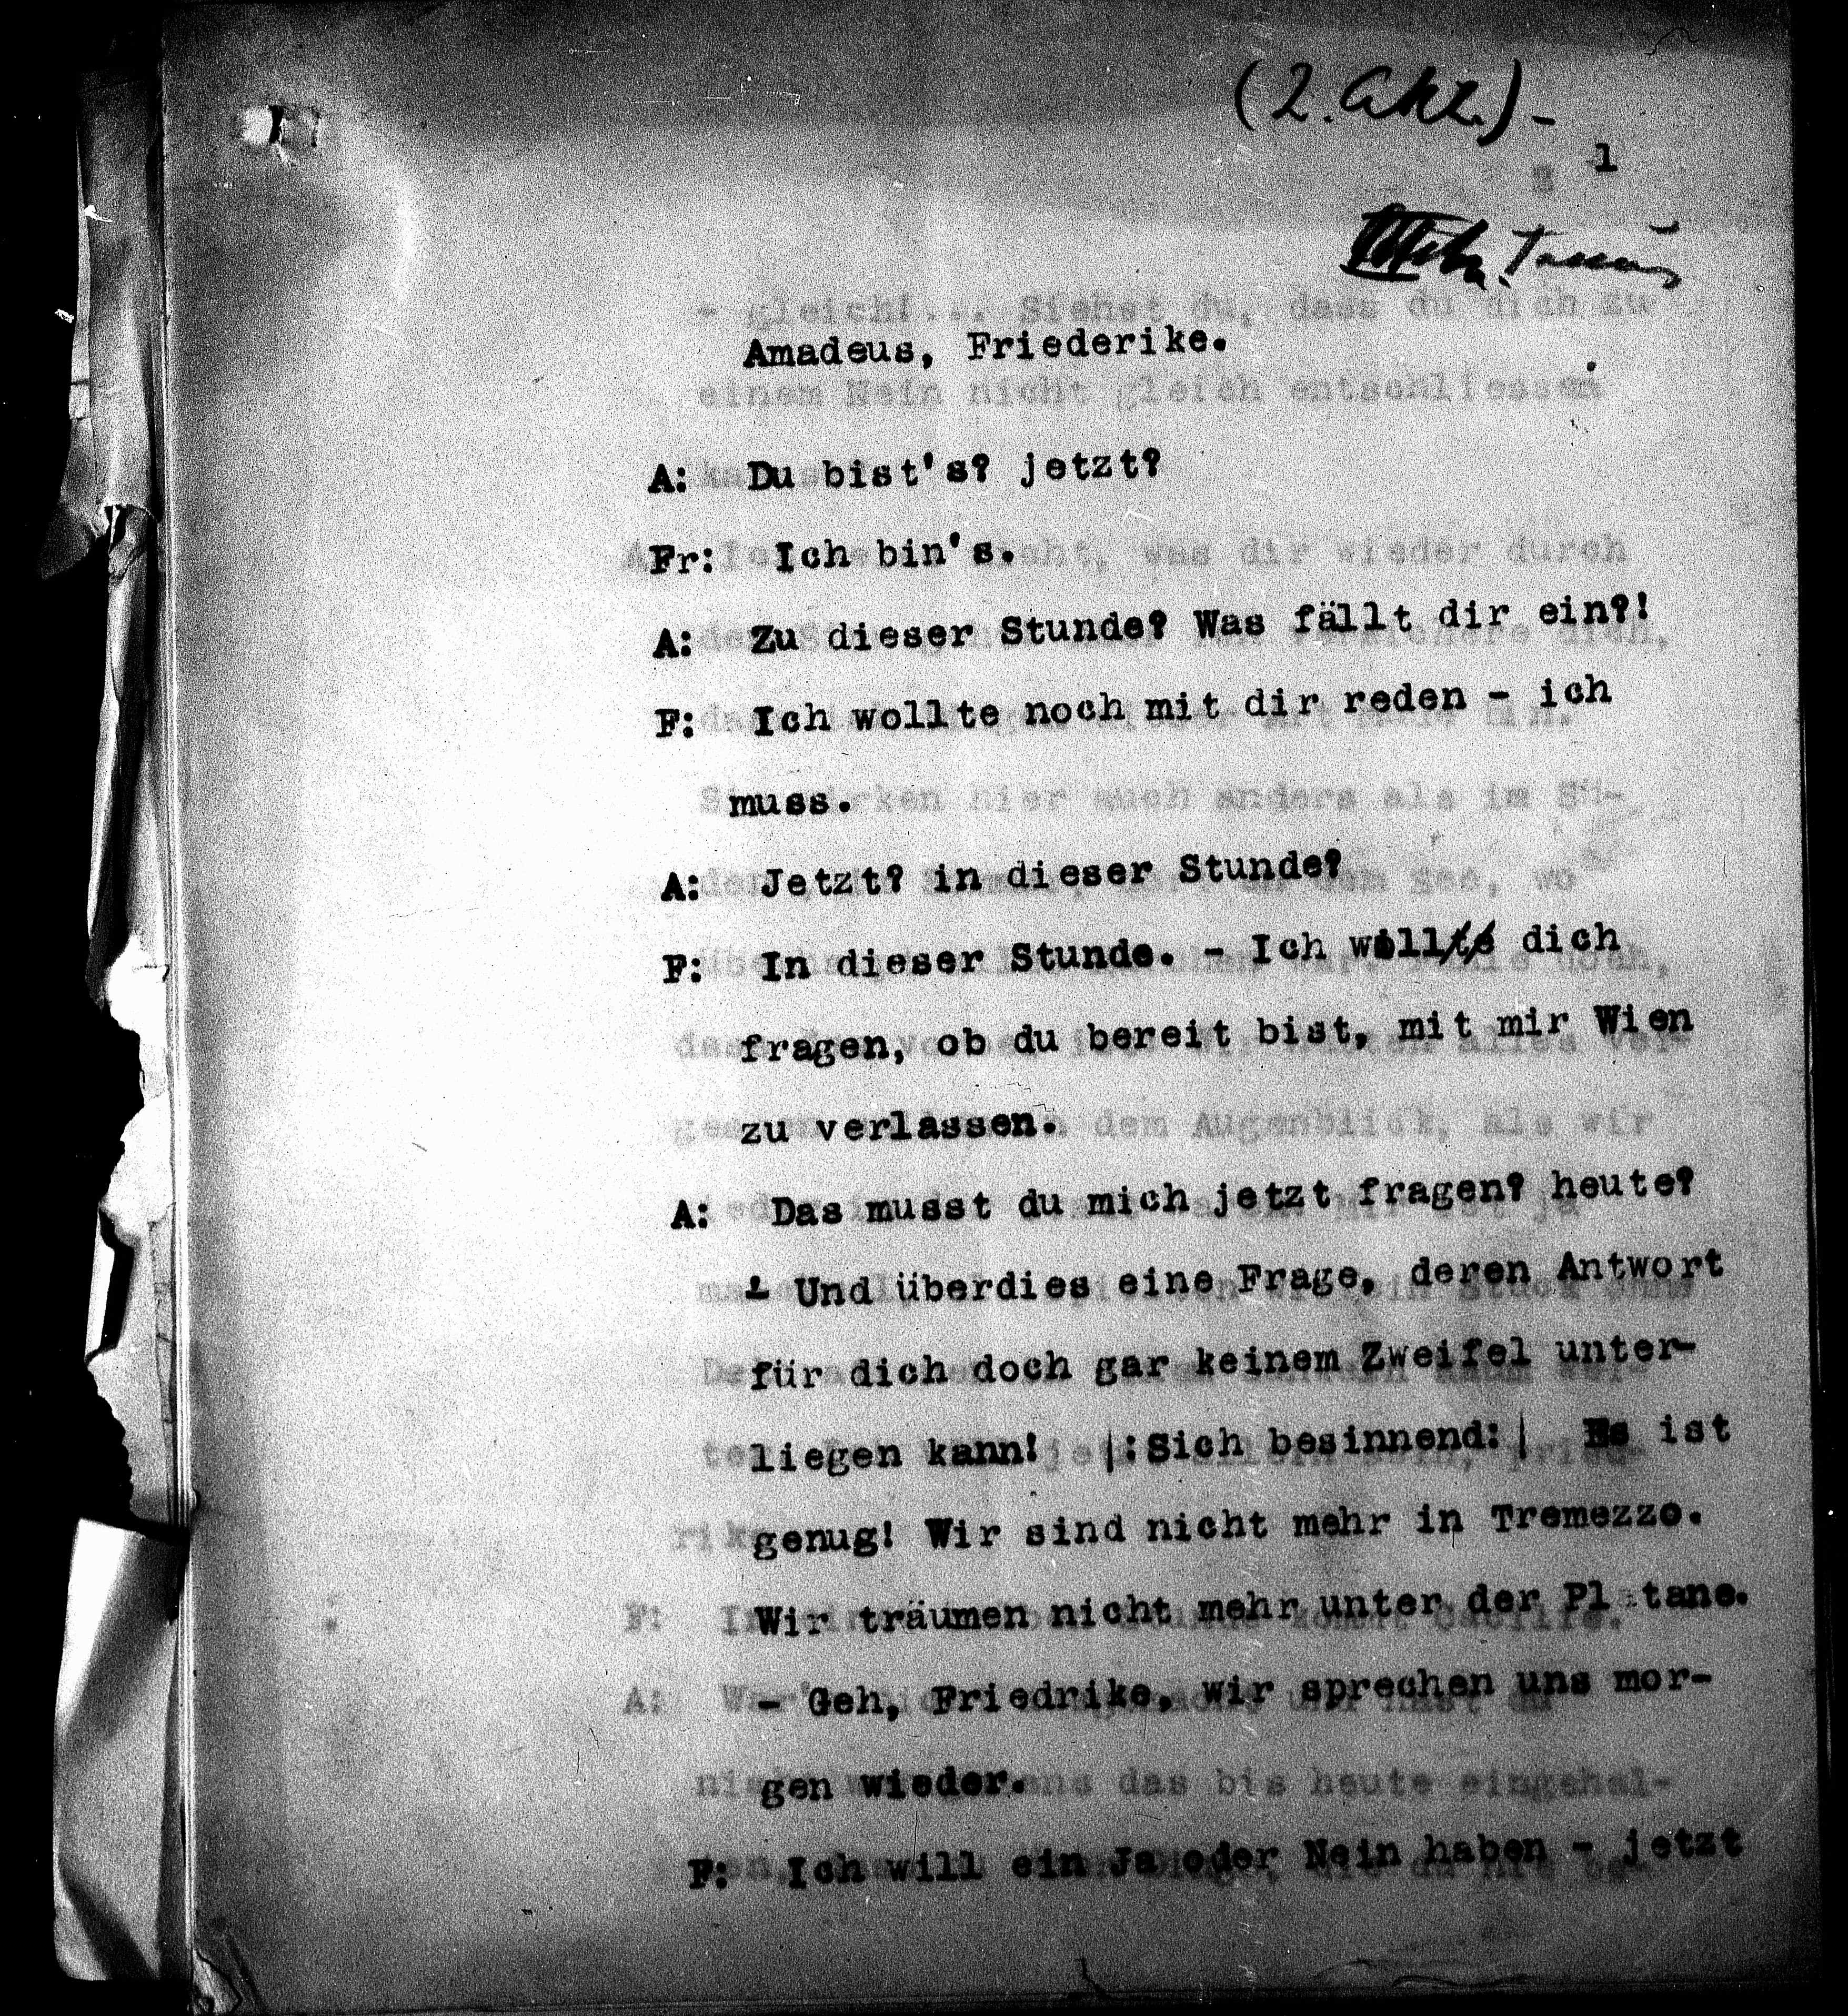 (2. Akt.) -
1
Amadeus, Friederike.
A: Du bist's? jetzt?
Fr: Ich bin's.
A: Zu dieser Stunde? Was fällt dir ein?!
F: Ich wollte noch mit dir reden - ich
muss.
A: Jetzt? in dieser Stunde?
F: In dieser Stunde. - Ich will dich
fragen, ob du bereit bist, mit mir Wien
zu verlassen.
A: Das musst du mich jetzt fragen? heute?
- Und überdies eine Frage, deren Antwort
für dich doch gar keinem Zweifel unter-
liegen kann! |:Sich besinnend:| Es ist
genug! Wir sind nicht mehr in Tremezzo.
Wir träumen nicht mehr unter der Pl tane.
- Geh, Friedrike, wir sprechen uns mor-
gen wieder.
F: Ich will ein Ja oder Nein haben - jetzt